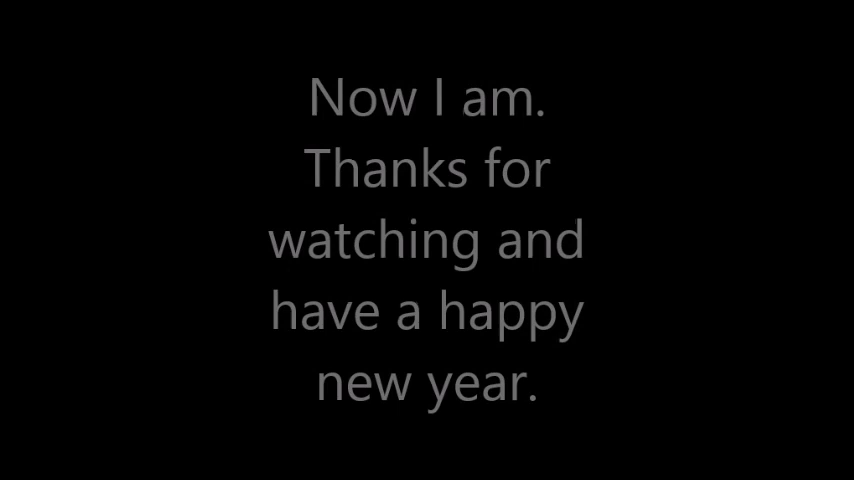 Now I am.
Thanks for
watching and
have a happy
new year.